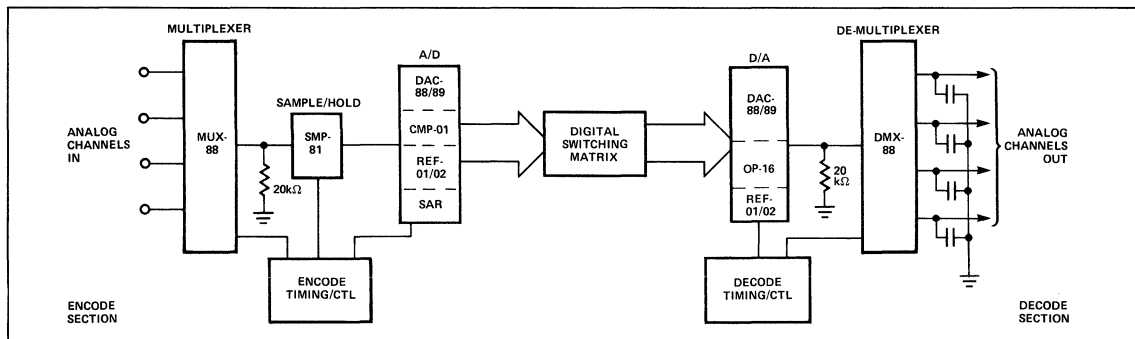 MULTIPLEXER
MUX-
88
ANALOG
CHANNELS
IN
20kΩ
SAMPLE/HOLD
SMP-
81
A/D
DAC-
88/89
CMP-01
REF-
01/02
SAR
ENCODE
TIMING/CTL
ENCODE
SECTION
DIGITAL
SWITCHING
MATRIX
D/A
DAC-
88/89
OP-16
REF-
01/02
20
kΩ
DECODE
TIMING/CTL
DE-MULTIPLEXER
DMX-
88
ANALOG
CHANNELS
OUT
DECODE
SECTION